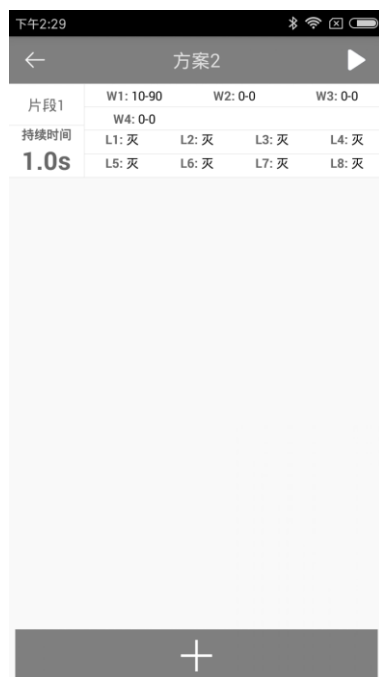 下午2:29
方案2
片段1
持续时间
1.0s
W1: 10-90 W2: 0-0 W3: 0-0
W4: 0-0
L1: 灭 L2: 灭 L3: 灭 L4: 灭
L5: 灭 L6: 灭 L7: 灭 L8: 灭